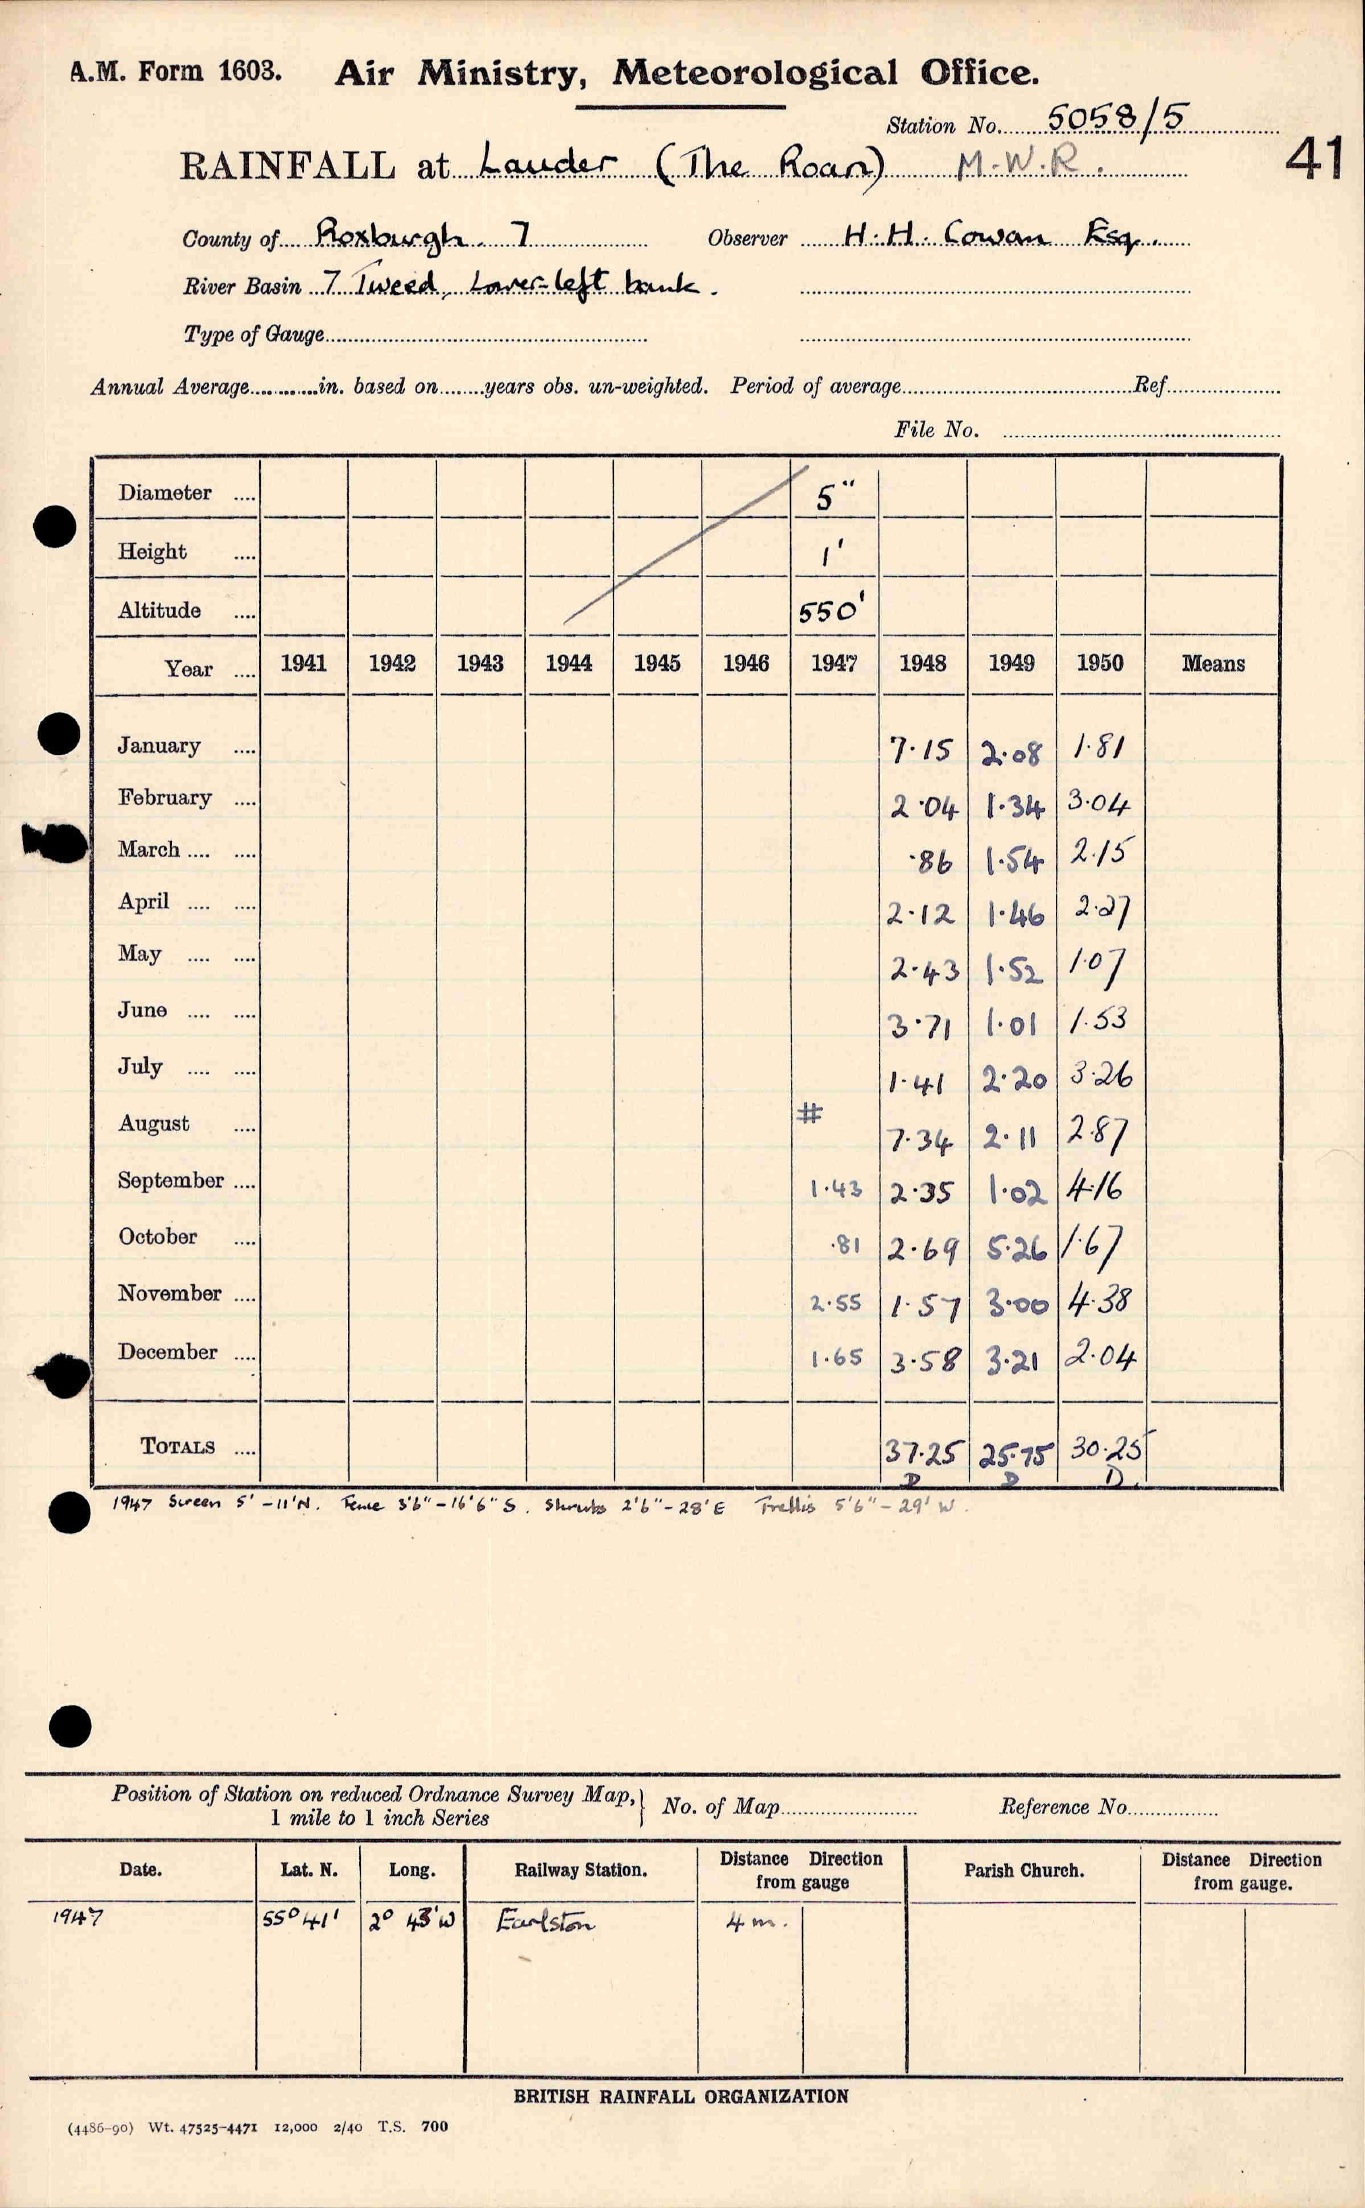 A.M. Form 1603. Air Ministry, Meteorological Office.
Station No. 5058/5
RAINFALL at Lauder (The Roan) M.W.R. 41
County of Roxburgh. 7 Observer H.H. Cowan Esq.
River Basin 7 Tweed, Lower-left bank.
Type of Gauge
Annual Average in. based on years obs. un-weighted. Period of average Ref
File No.
Diameter .... 5"
Height .... 1'
Altitude .... 550'
Year .... 1941 1942 1943 1944 1945 1946 1947 1948 1949 1950 Means
January .... 7.15 2.08 1.81
February .... 2.04 1.34 3.04
March .... .... .86 1.54 2.15
April .... .... 2.12 1.46 2.27
May .... .... 2.43 1.52 1.07
June .... .... 3.71 1.01 1.53
July .... .... 1.41 2.20 3.26
August .... # 7.34 2.11 2.87
September .... 1.43 2.35 1.02 4.16
October .... .81 2.69 5.26 1.67
November .... 2.55 1.57 3.00 4.38
December .... 1.65 3.58 3.21 2.04
TOTALS .... 37.25 25.75 30.25
D D D.
1947 Screen 5' - 11' N. Fence 3'6" - 16'6" S. Shrubs 2'6" - 28' E Trellis 5'6" - 29' W.
Position of Station on reduced Ordnance Survey Map, } No. of Map Reference No.
1 mile to 1 inch Series
Date. Lat. N. Long. Railway Station. Distance Direction from gauge Parish Church. Distance Direction from gauge.
1947 55° 41' 2° 43' W Earlston 4 m.
BRITISH RAINFALL ORGANIZATION
(4486-90) Wt. 47525-4471 12,000 2/40 T.S. 700